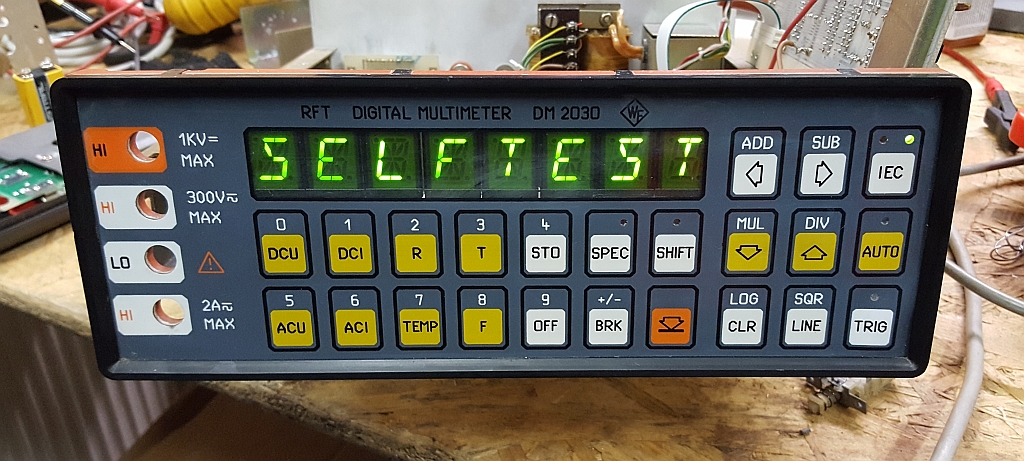 RFT DIGITAL MULTIMETER DM 2030 WF
HI 1KV= MAX
SELFTEST
ADD SUB
IEC
HI 300V≂ MAX
0 1 2 3 4 MUL DIV
DCU DCI R T STO SPEC SHIFT AUTO
LO
5 6 7 8 9 +/- LOG SQR
HI 2A≂ MAX
ACU ACI TEMP F OFF BRK CLR LINE TRIG